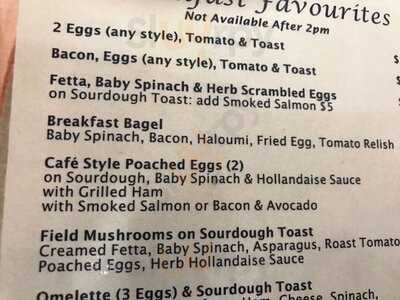 Favourites
Not Available After 2pm
2 Eggs (any style), Tomato & Toast
Bacon, Eggs (any style), Tomato & Toast
$
Fetta, Baby Spinach & Herb Scrambled Eggs
on Sourdough Toast: add Smoked Salmon $5
Breakfast Bagel
Baby Spinach, Bacon, Haloumi, Fried Egg, Tomato Relish
Café Style Poached Eggs (2)
on Sourdough, Baby Spinach & Hollandaise Sauce
with Grilled Ham
with Smoked Salmon or Bacon & Avocado
Field Mushrooms on Sourdough Toast
Creamed Fetta, Baby Spinach, Asparagus, Roast Tomato
Poached Eggs, Herb Hollandaise Sauce
Omelette (3 Eggs) & Sourdough Toast
Ham, Cheese, Spinach,